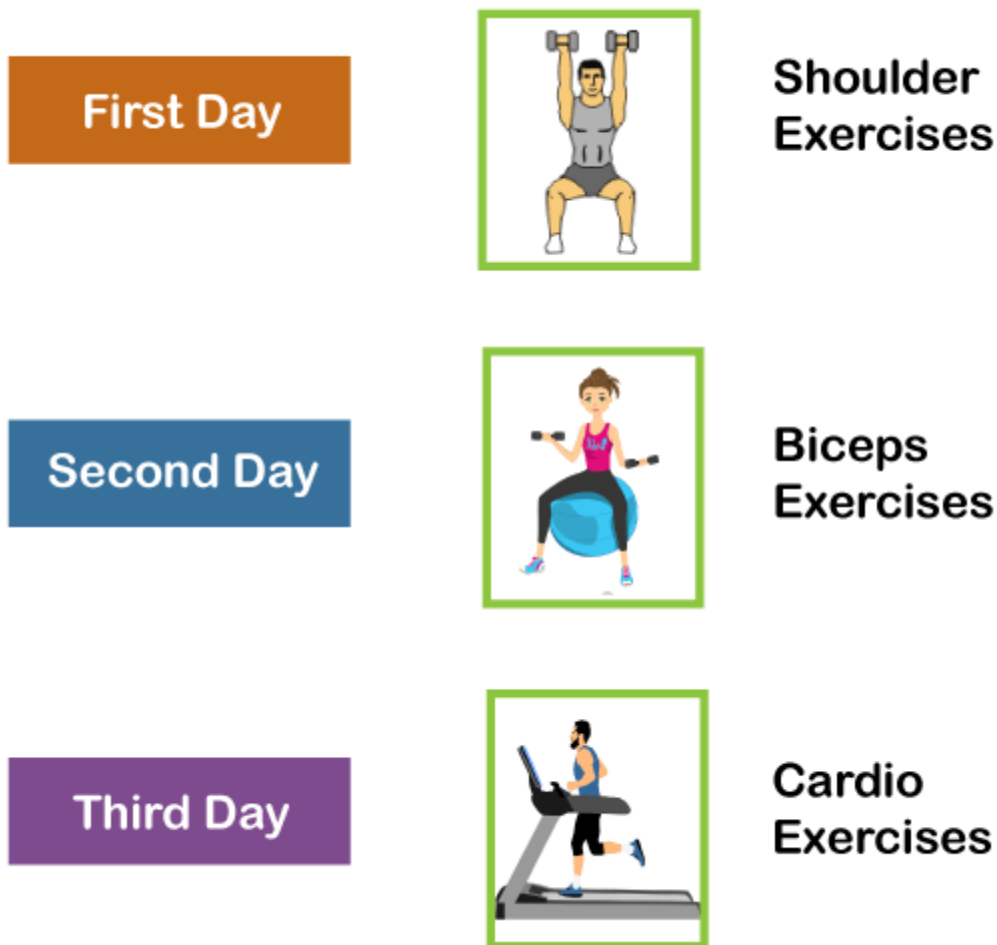 First Day
Shoulder
Exercises
Second Day
Biceps
Exercises
Third Day
Cardio
Exercises